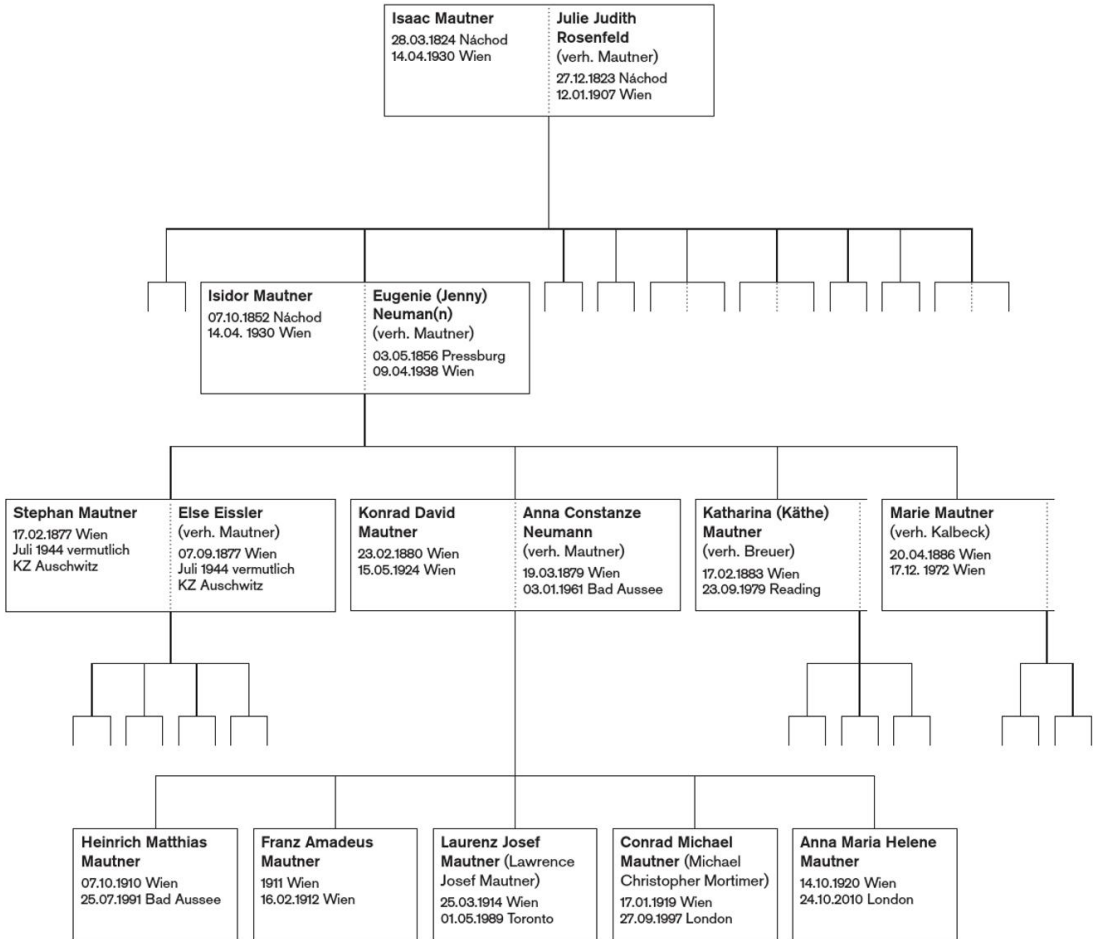 Isaac Mautner
28.03.1824 Náchod
14.04.1930 Wien
Julie Judith
Rosenfeld
(verh. Mautner)
27.12.1823 Náchod
12.01.1907 Wien
Isidor Mautner
07.10.1852 Náchod
14.04. 1930 Wien
Eugenie (Jenny)
Neuman(n)
(verh. Mautner)
03.05.1856 Pressburg
09.04.1938 Wien
Stephan Mautner
17.02.1877 Wien
Juli 1944 vermutlich
KZ Auschwitz
Else Eissler
(verh. Mautner)
07.09.1877 Wien
Juli 1944 vermutlich
KZ Auschwitz
Konrad David
Mautner
23.02.1880 Wien
15.05.1924 Wien
Anna Constanze
Neumann
(verh. Mautner)
19.03.1879 Wien
03.01.1961 Bad Aussee
Katharina (Käthe)
Mautner
(verh. Breuer)
17.02.1883 Wien
23.09.1979 Reading
Marie Mautner
(verh. Kalbeck)
20.04.1886 Wien
17.12. 1972 Wien
Heinrich Matthias
Mautner
07.10.1910 Wien
25.07.1991 Bad Aussee
Franz Amadeus
Mautner
1911 Wien
16.02.1912 Wien
Laurenz Josef
Mautner (Lawrence
Josef Mautner)
25.03.1914 Wien
01.05.1989 Toronto
Conrad Michael
Mautner (Michael
Christopher Mortimer)
17.01.1919 Wien
27.09.1997 London
Anna Maria Helene
Mautner
14.10.1920 Wien
24.10.2010 London